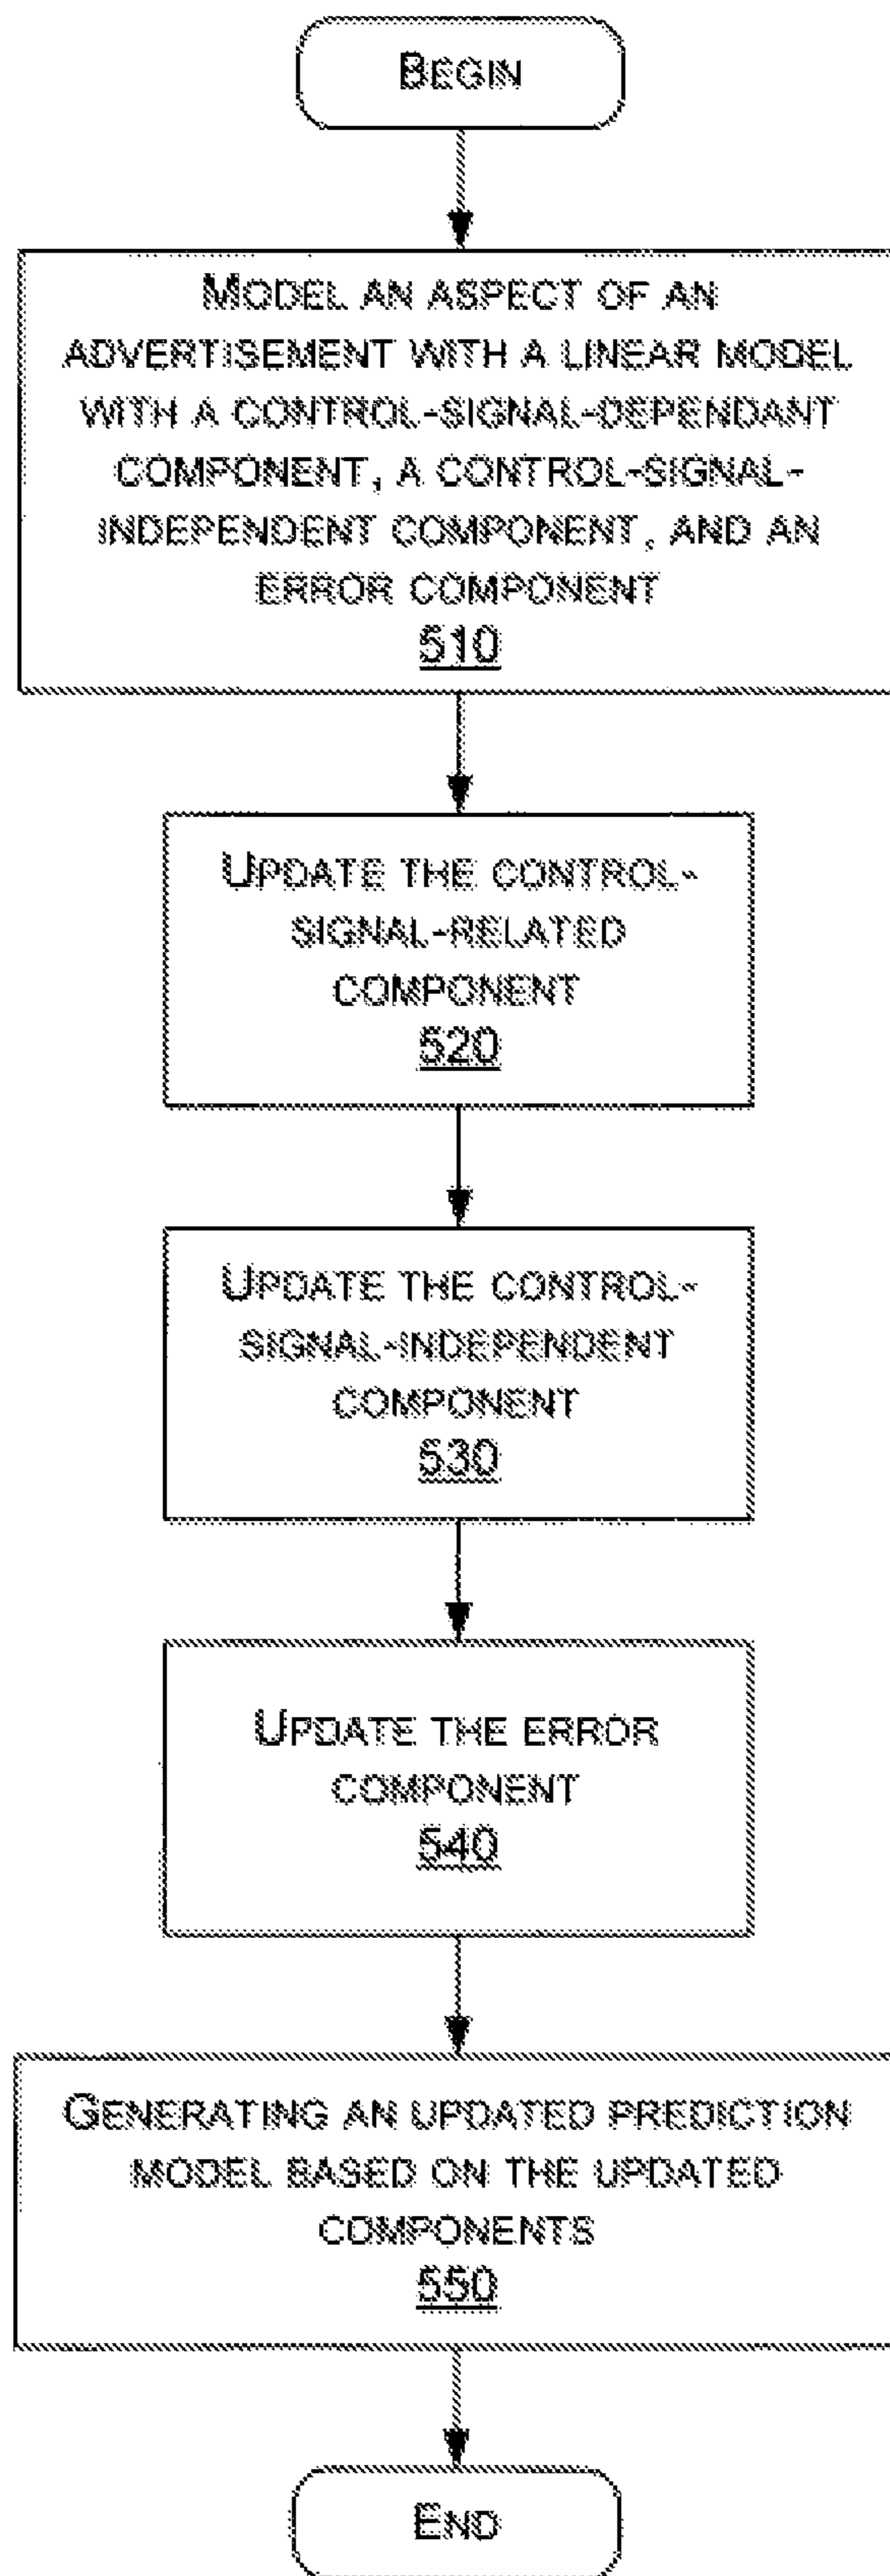 BEGIN
MODEL AN ASPECT OF AN
ADVERTISEMENT WITH A LINEAR MODEL
WITH A CONTROL-SIGNAL-DEPENDANT
COMPONENT, A CONTROL-SIGNAL-
INDEPENDENT COMPONENT, AND AN
ERROR COMPONENT
510
UPDATE THE CONTROL-
SIGNAL-RELATED
COMPONENT
520
UPDATE THE CONTROL-
SIGNAL-INDEPENDENT
COMPONENT
530
UPDATE THE ERROR
COMPONENT
540
GENERATING AN UPDATED PREDICTION
MODEL BASED ON THE UPDATED
COMPONENTS
550
END